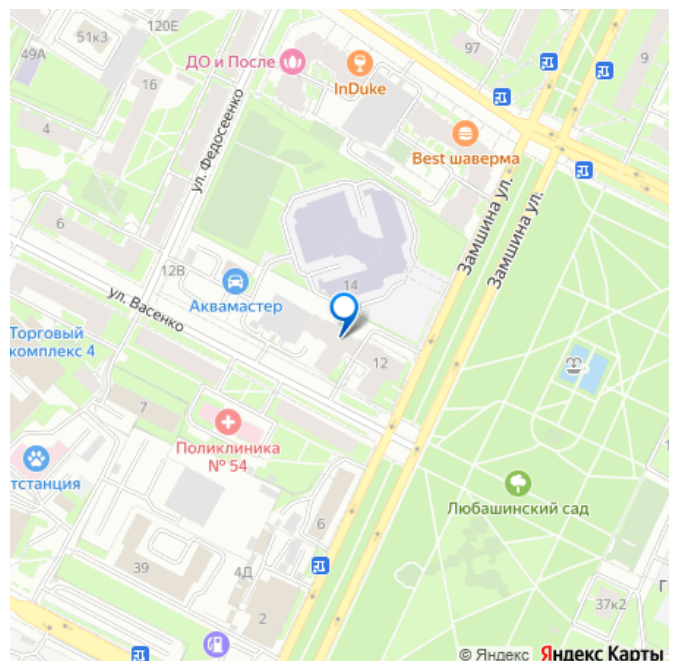 120Е
51к3
49А
ДО и После
97
9
InDuke
16
4
Best шаверма
ул. Федосеенко
Замшина ул.
Замшина ул.
6
12В
14
Аквамастер
ул. Васенко
Торговый
комплекс 4
12
7
Поликлиника
№ 54
тстанция
Любашинский сад
6
39
4Д
2
37к2
Г
© Яндекс Яндекс Карты